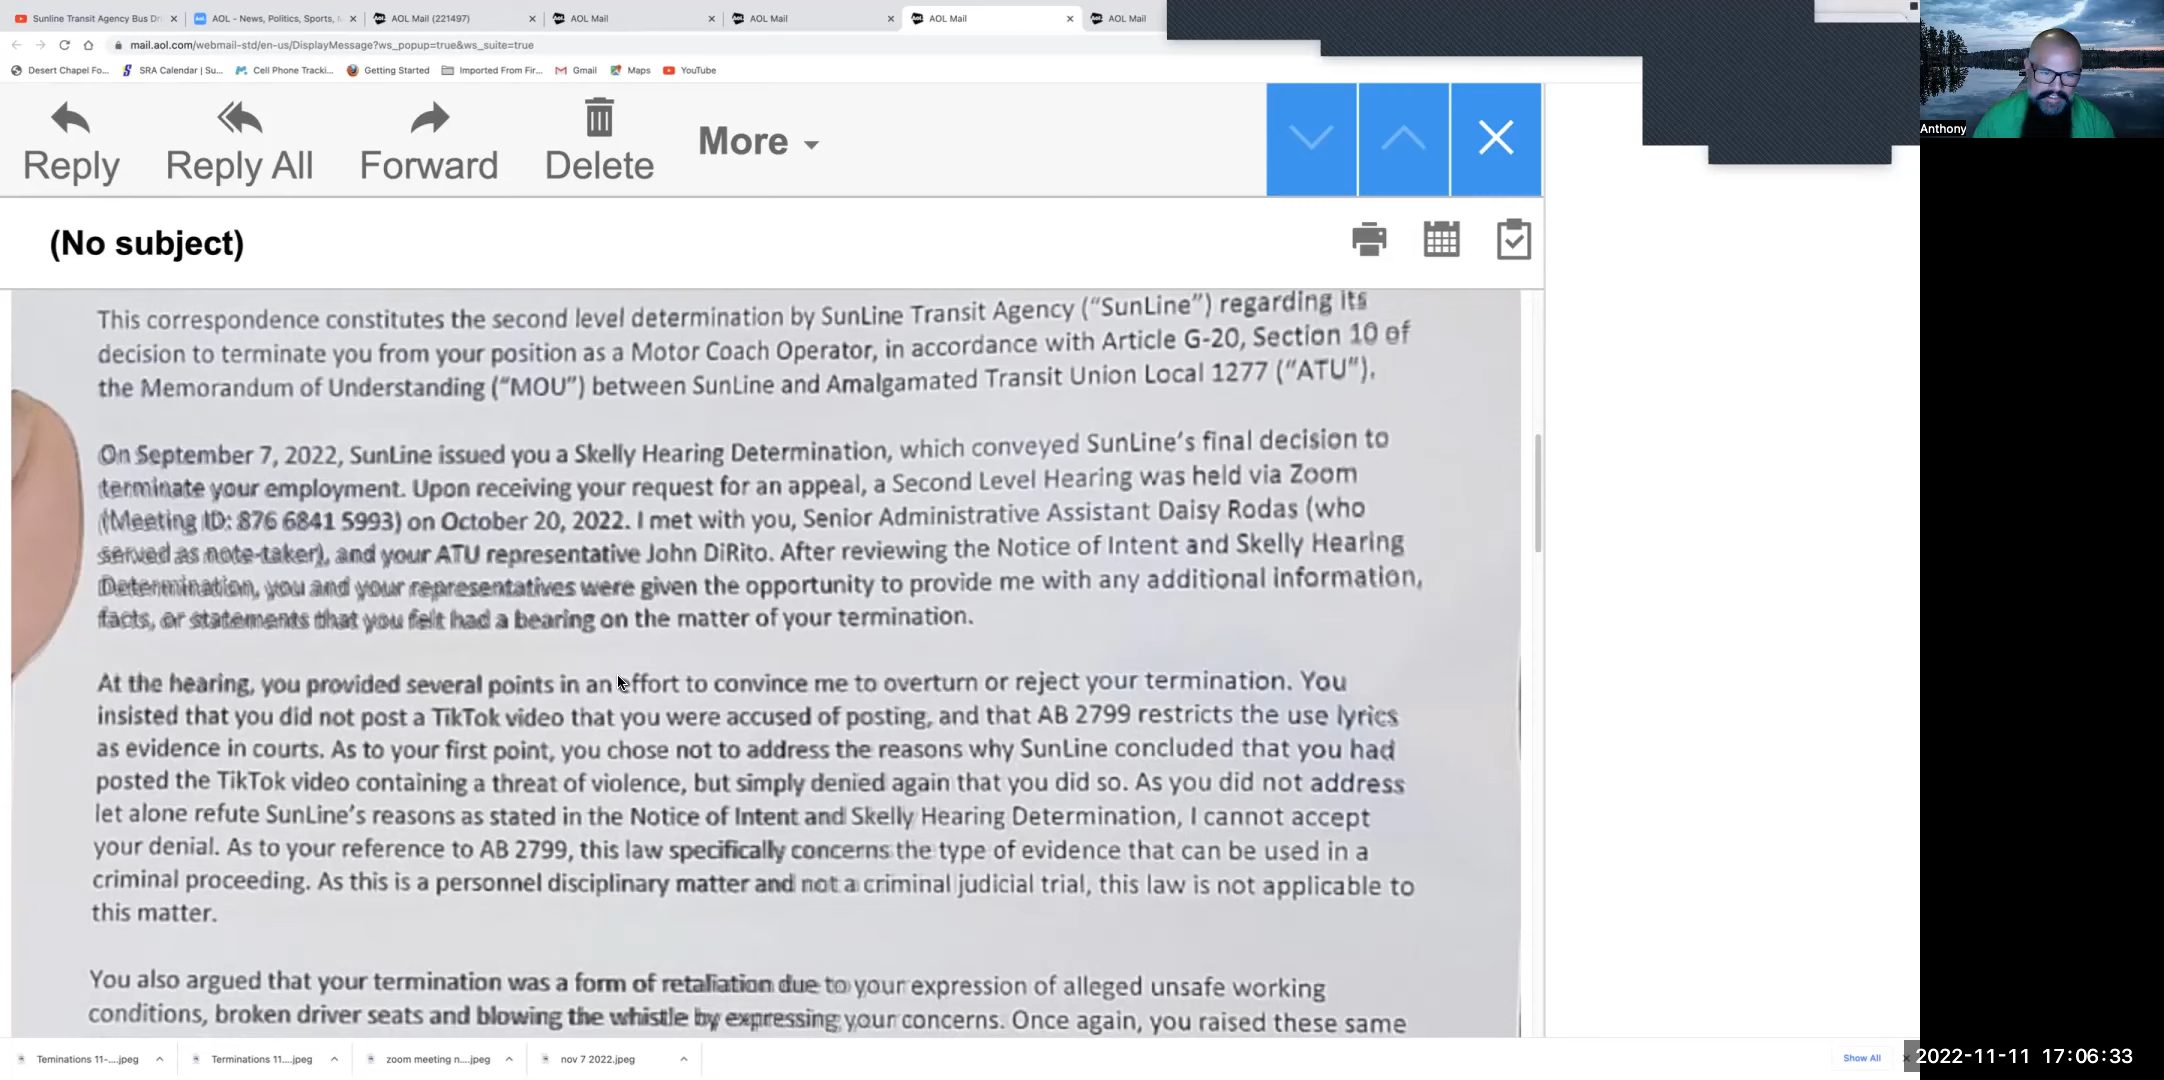 Sunline Transit Agency Bus Dr
AOL - News, Politics, Sports,
AOL Mail (221497)
AOL Mail
AOL Mail
AOL Mail
AOL Mail
mail.aol.com/webmail-std/en-us/DisplayMessage?ws_popup=true&ws_suite=true
Desert Chapel Fo...
SRA Calendar | Su...
Cell Phone Tracki...
Getting Started
Imported From Fir...
Gmail
Maps
YouTube
Anthony
Reply
Reply All
Forward
Delete
More
(No subject)
This correspondence constitutes the second level determination by SunLine Transit Agency (“SunLine”) regarding its
decision to terminate you from your position as a Motor Coach Operator, in accordance with Article G-20, Section 10 of
the Memorandum of Understanding (“MOU”) between SunLine and Amalgamated Transit Union Local 1277 (“ATU”).
On September 7, 2022, SunLine issued you a Skelly Hearing Determination, which conveyed SunLine’s final decision to
terminate your employment. Upon receiving your request for an appeal, a Second Level Hearing was held via Zoom
(Meeting ID: 876 6841 5993) on October 20, 2022. I met with you, Senior Administrative Assistant Daisy Rodas (who
served as note-taker), and your ATU representative John DiRito. After reviewing the Notice of Intent and Skelly Hearing
Determination, you and your representatives were given the opportunity to provide me with any additional information,
facts, or statements that you felt had a bearing on the matter of your termination.
At the hearing, you provided several points in an effort to convince me to overturn or reject your termination. You
insisted that you did not post a TikTok video that you were accused of posting, and that AB 2799 restricts the use lyrics
as evidence in courts. As to your first point, you chose not to address the reasons why SunLine concluded that you had
posted the TikTok video containing a threat of violence, but simply denied again that you did so. As you did not address
let alone refute SunLine’s reasons as stated in the Notice of Intent and Skelly Hearing Determination, I cannot accept
your denial. As to your reference to AB 2799, this law specifically concerns the type of evidence that can be used in a
criminal proceeding. As this is a personnel disciplinary matter and not a criminal judicial trial, this law is not applicable to
this matter.
You also argued that your termination was a form of retaliation due to your expression of alleged unsafe working
conditions, broken driver seats and blowing the whistle by expressing your concerns. Once again, you raised these same
Teminations 11-....jpeg
Terminations 11....jpeg
zoom meeting n....jpeg
nov 7 2022.jpeg
Show All
2022-11-11 17:06:33